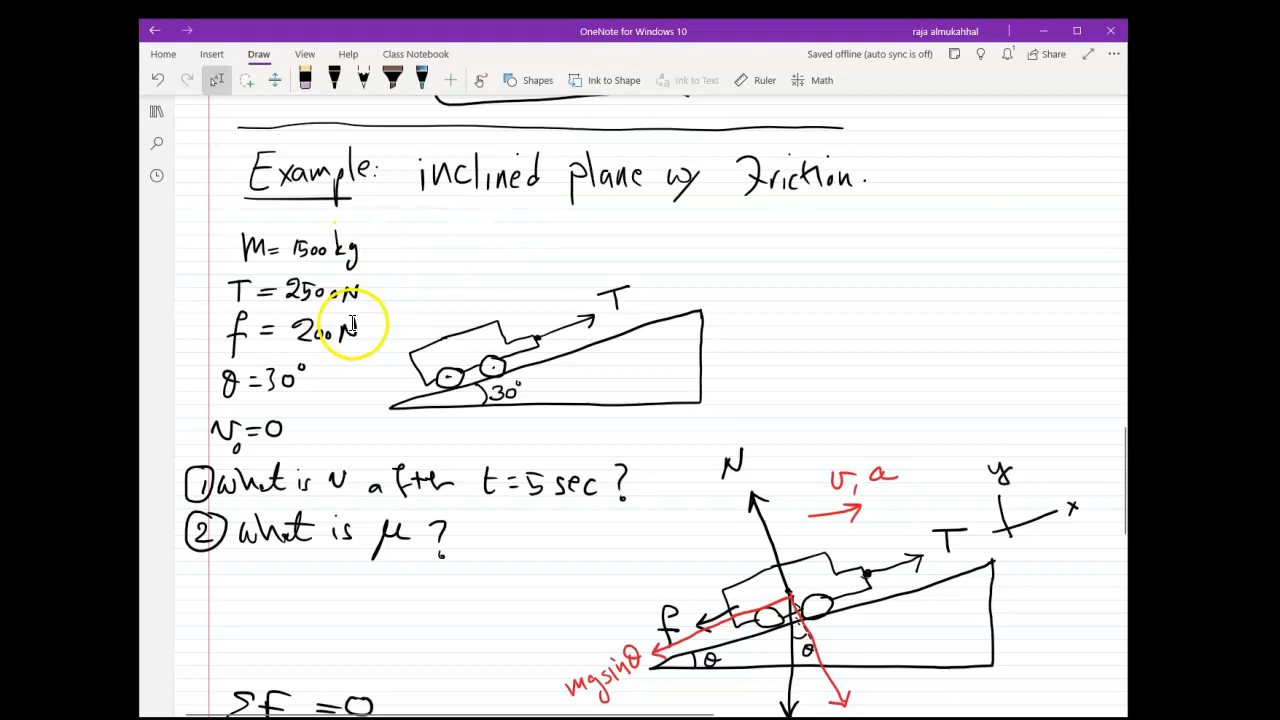 OneNote for Windows 10
raja almukahhal
Home Insert Draw View Help Class Notebook
Saved offline (auto sync is off)
Share
Shapes Ink to Shape Ink to Text Ruler Math
Example: inclined plane w/ Friction.
M= 1500 kg
T = 2500 N
f = 200 N
θ = 30°
v₀ = 0
T
30°
① What is v after t = 5 sec ?
② What is μ ?
N
v, a
y
x
T
f
θ
θ
mg sinθ
ΣF = 0